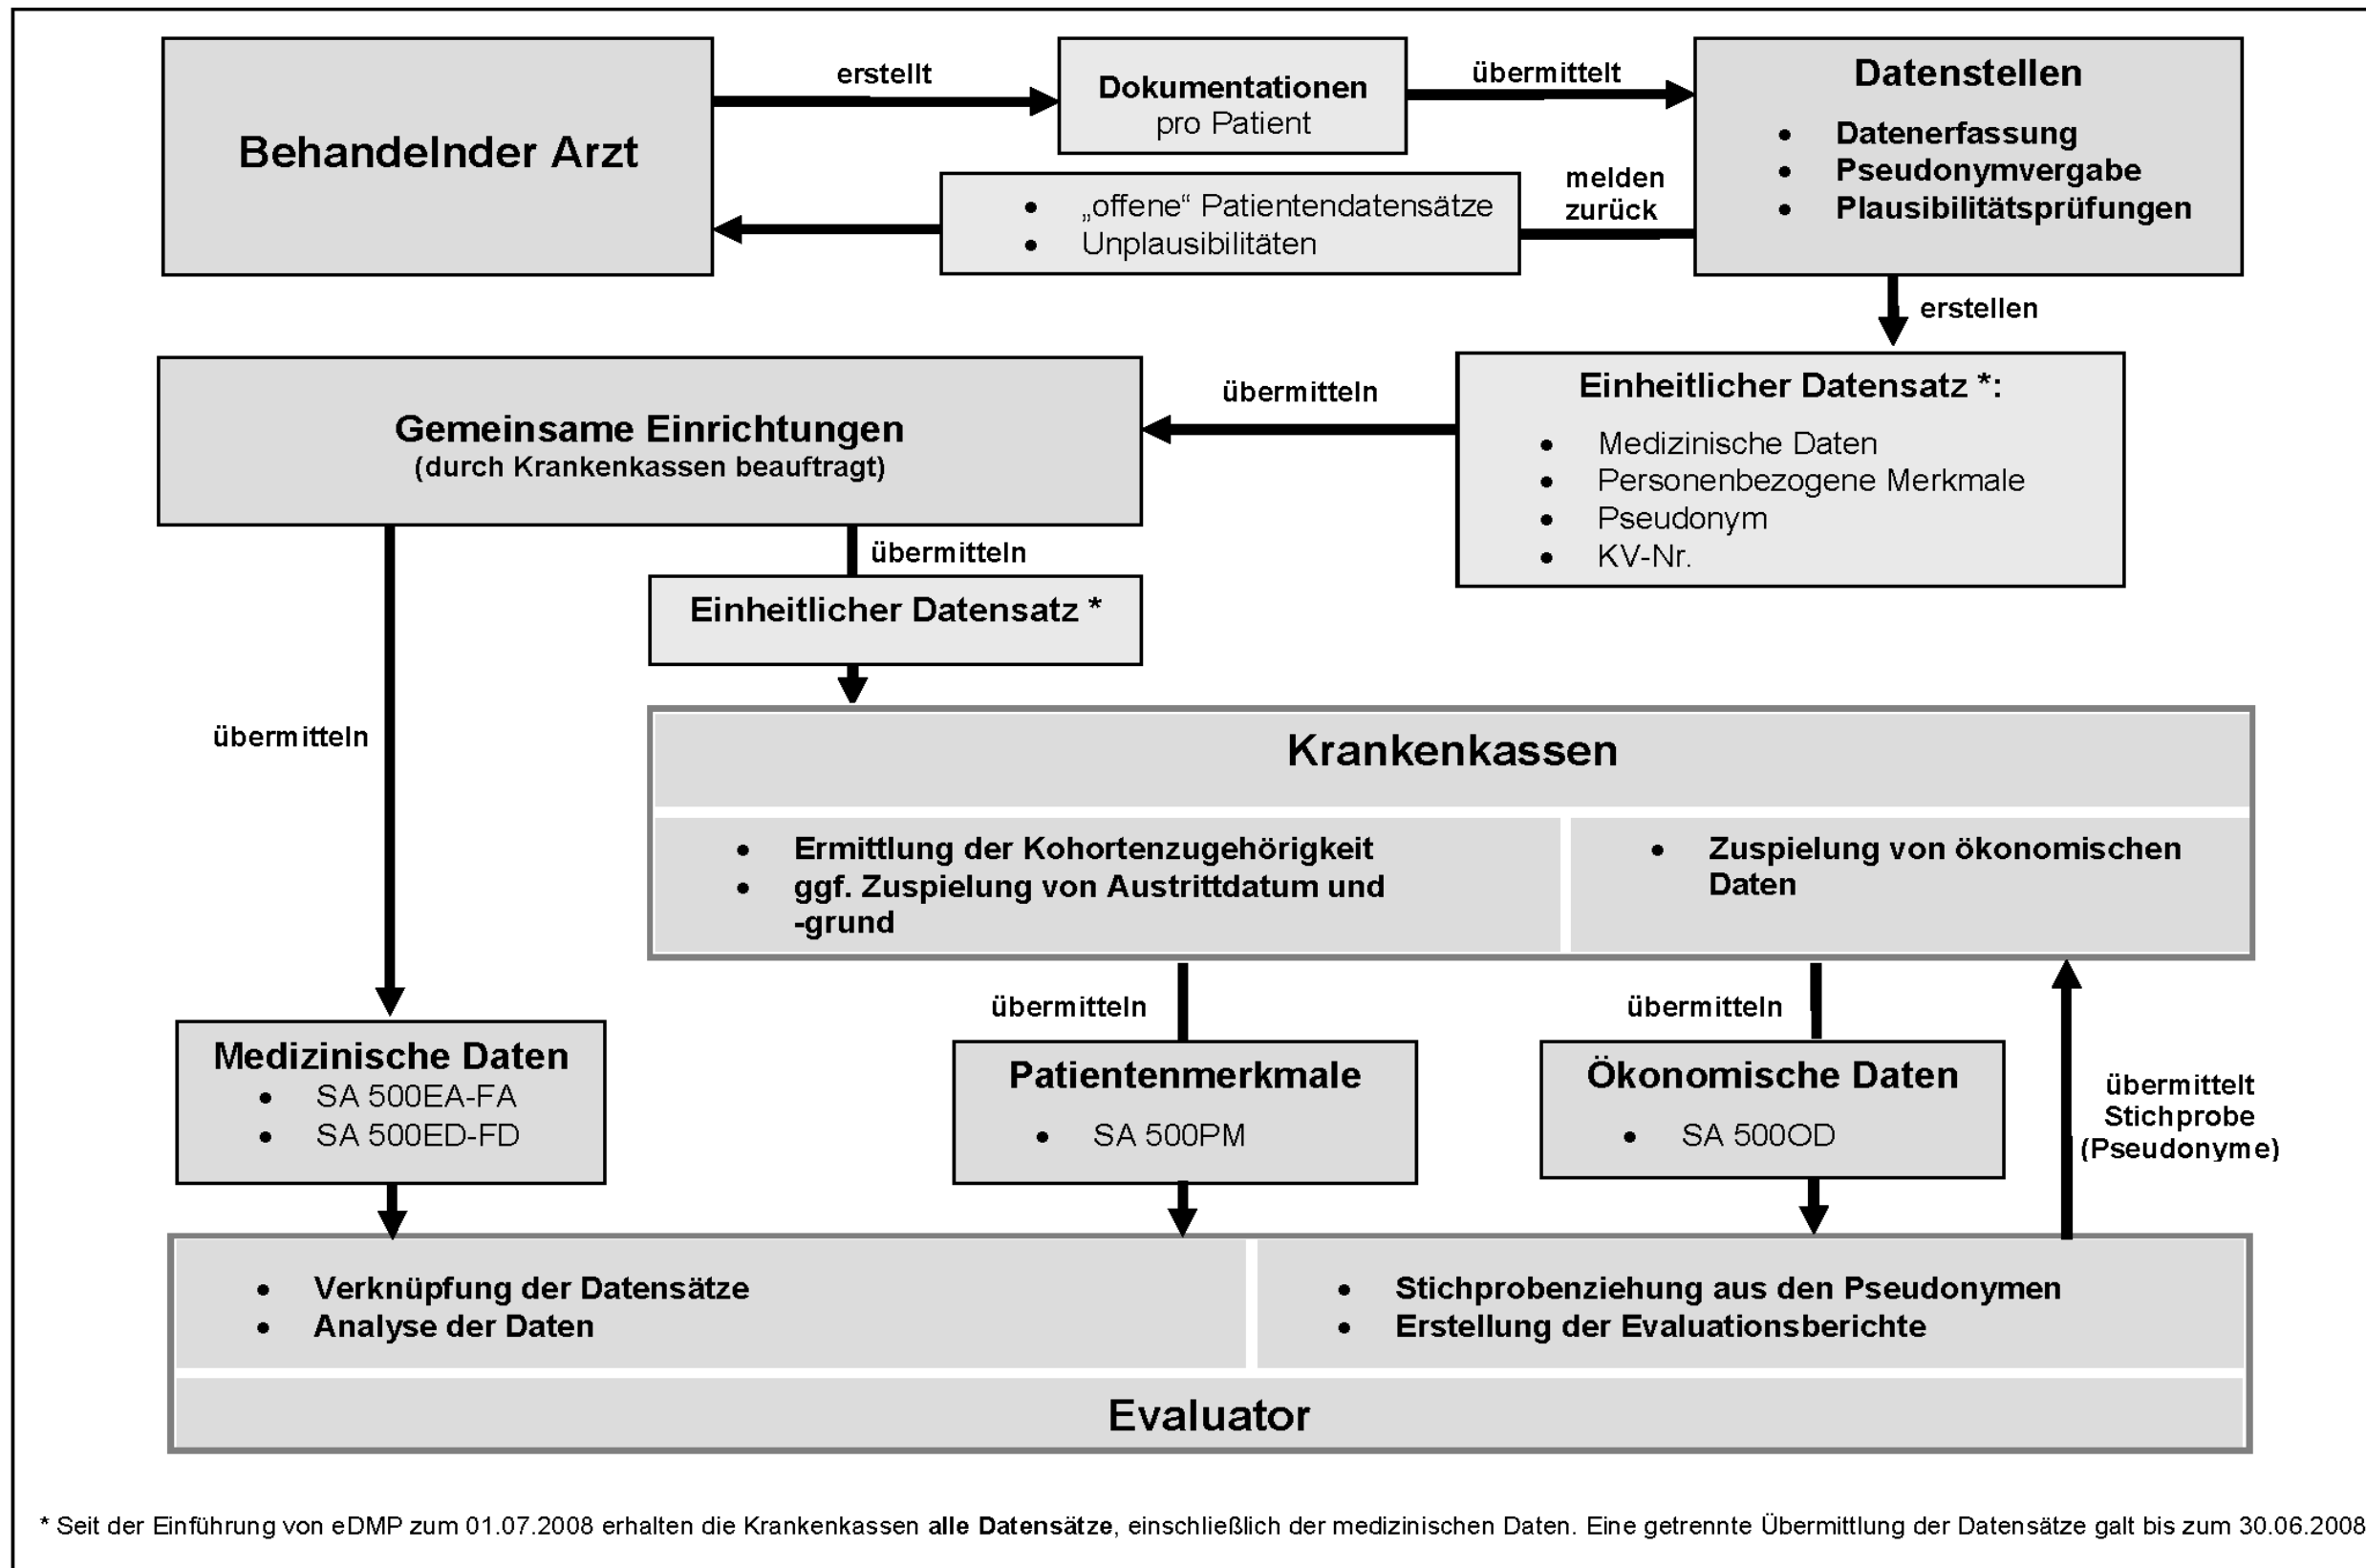 Behandelnder Arzt
erstellt
Dokumentationen
pro Patient
übermittelt
Datenstellen
• Datenerfassung
• Pseudonymvergabe
• Plausibilitätsprüfungen
melden
zurück
• „offene“ Patientendatensätze
• Unplausibilitäten
erstellen
Einheitlicher Datensatz *:
• Medizinische Daten
• Personenbezogene Merkmale
• Pseudonym
• KV-Nr.
übermitteln
Gemeinsame Einrichtungen
(durch Krankenkassen beauftragt)
übermitteln
Einheitlicher Datensatz *
übermitteln
Krankenkassen
• Ermittlung der Kohortenzugehörigkeit
• ggf. Zuspielung von Austrittdatum und
-grund
• Zuspielung von ökonomischen
Daten
übermitteln
übermitteln
Medizinische Daten
• SA 500EA-FA
• SA 500ED-FD
Patientenmerkmale
• SA 500PM
Ökonomische Daten
• SA 500OD
übermittelt
Stichprobe
(Pseudonyme)
• Verknüpfung der Datensätze
• Analyse der Daten
• Stichprobenziehung aus den Pseudonymen
• Erstellung der Evaluationsberichte
Evaluator
* Seit der Einführung von eDMP zum 01.07.2008 erhalten die Krankenkassen alle Datensätze, einschließlich der medizinischen Daten. Eine getrennte Übermittlung der Datensätze galt bis zum 30.06.2008